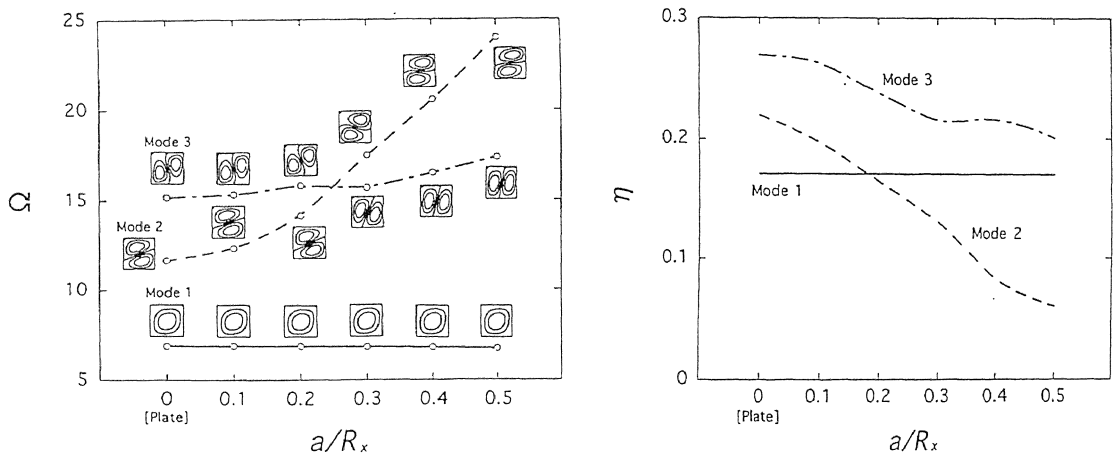 25
20
15
10
5
Ω
Mode 3
Mode 2
Mode 1
0 0.1 0.2 0.3 0.4 0.5
[Plate]
a/Rx
0.3
0.2
0.1
0
η
Mode 3
Mode 1
Mode 2
0 0.1 0.2 0.3 0.4 0.5
[Plate]
a/Rx